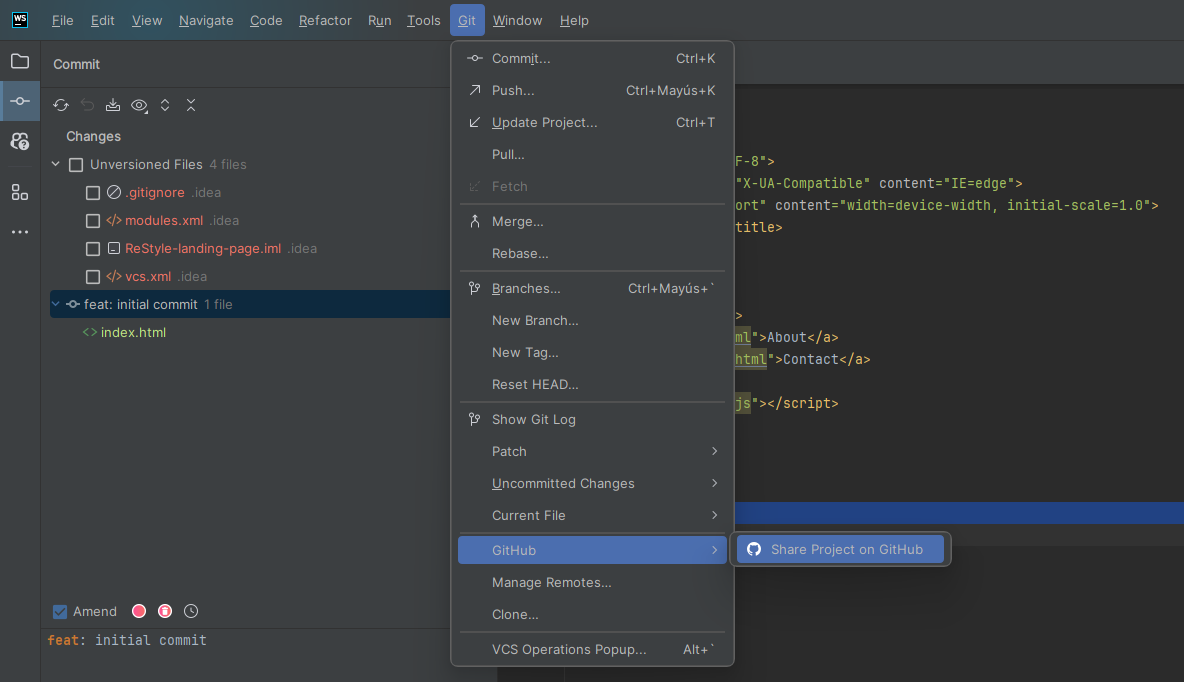 WS File Edit View Navigate Code Refactor Run Tools Git Window Help
Commit
Changes
Unversioned Files 4 files
.gitignore .idea
</> modules.xml .idea
ReStyle-landing-page.iml .idea
</> vcs.xml .idea
feat: initial commit 1 file
<> index.html
Amend
feat: initial commit
Commit... Ctrl+K
Push... Ctrl+Mayús+K
Update Project... Ctrl+T
Pull...
Fetch
Merge...
Rebase...
Branches... Ctrl+Mayús+`
New Branch...
New Tag...
Reset HEAD...
Show Git Log
Patch
Uncommitted Changes
Current File
GitHub
Manage Remotes...
Clone...
VCS Operations Popup... Alt+`
Share Project on GitHub
F-8">
"X-UA-Compatible" content="IE=edge">
ort" content="width=device-width, initial-scale=1.0">
title>
>
ml">About</a>
html">Contact</a>
js"></script>